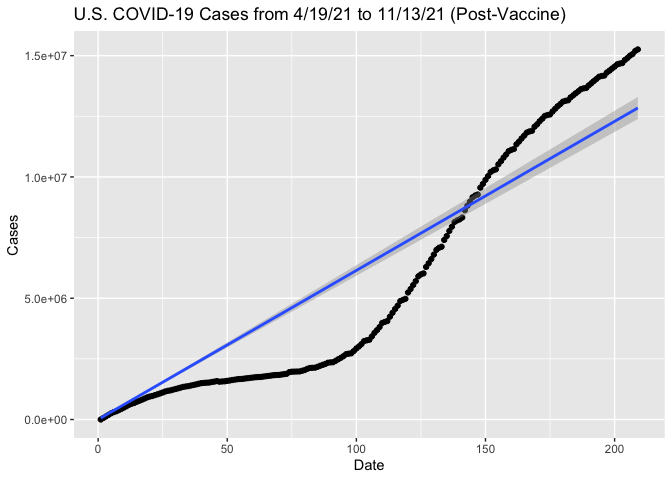 U.S. COVID-19 Cases from 4/19/21 to 11/13/21 (Post-Vaccine)
1.5e+07
1.0e+07
5.0e+06
0.0e+00
Cases
0 50 100 150 200
Date